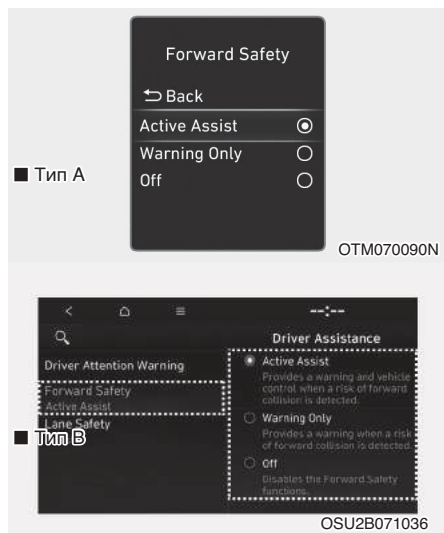 Forward Safety
Back
Active Assist
Warning Only
Off
■ Тип A
OTM070090N
--:--
Driver Assistance
Driver Attention Warning
Forward Safety
Active Assist
Lane Safety
Active Assist
Provides a warning and vehicle
control when a risk of forward
collision is detected.
Warning Only
Provides a warning when a risk
of forward collision is detected.
Off
Disables the Forward Safety
functions.
■ Тип B
OSU2B071036